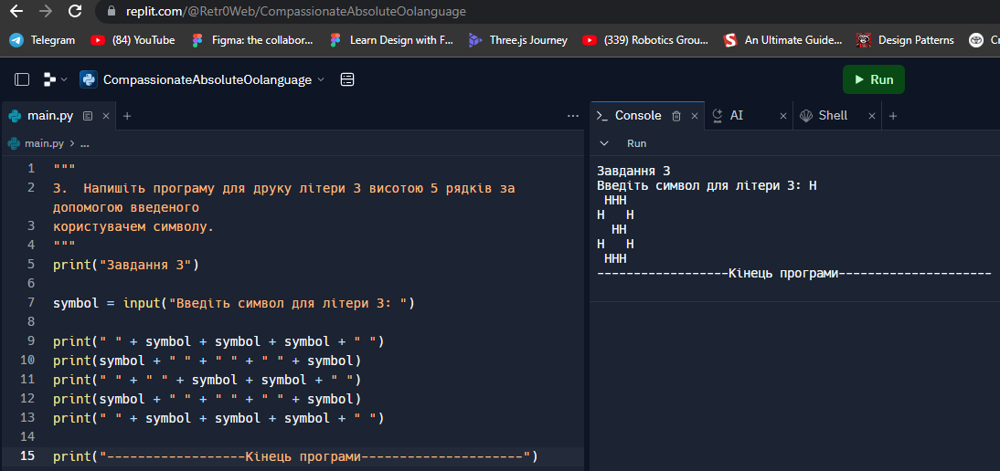 replit.com/@Retr0Web/CompassionateAbsoluteOolanguage
Telegram (84) YouTube Figma: the collabor... Learn Design with F... Three.js Journey (339) Robotics Grou... An Ultimate Guide... Design Patterns
CompassionateAbsoluteOolanguage
Run
main.py
main.py > ...
1 """
2 3.  Напишіть програму для друку літери З висотою 5 рядків за
допомогою введеного
3 користувачем символу.
4 """
5 print("Завдання 3")
6
7 symbol = input("Введіть символ для літери З: ")
8
9 print(" " + symbol + symbol + symbol + " ")
10 print(symbol + " " + " " + " " + symbol)
11 print(" " + " " + symbol + symbol + " ")
12 print(symbol + " " + " " + " " + symbol)
13 print(" " + symbol + symbol + symbol + " ")
14
15 print("------------------Кінець програми---------------------")
Console AI Shell
Run
Завдання 3
Введіть символ для літери З: H
 HHH
H   H
  HH
H   H
 HHH
------------------Кінець програми---------------------